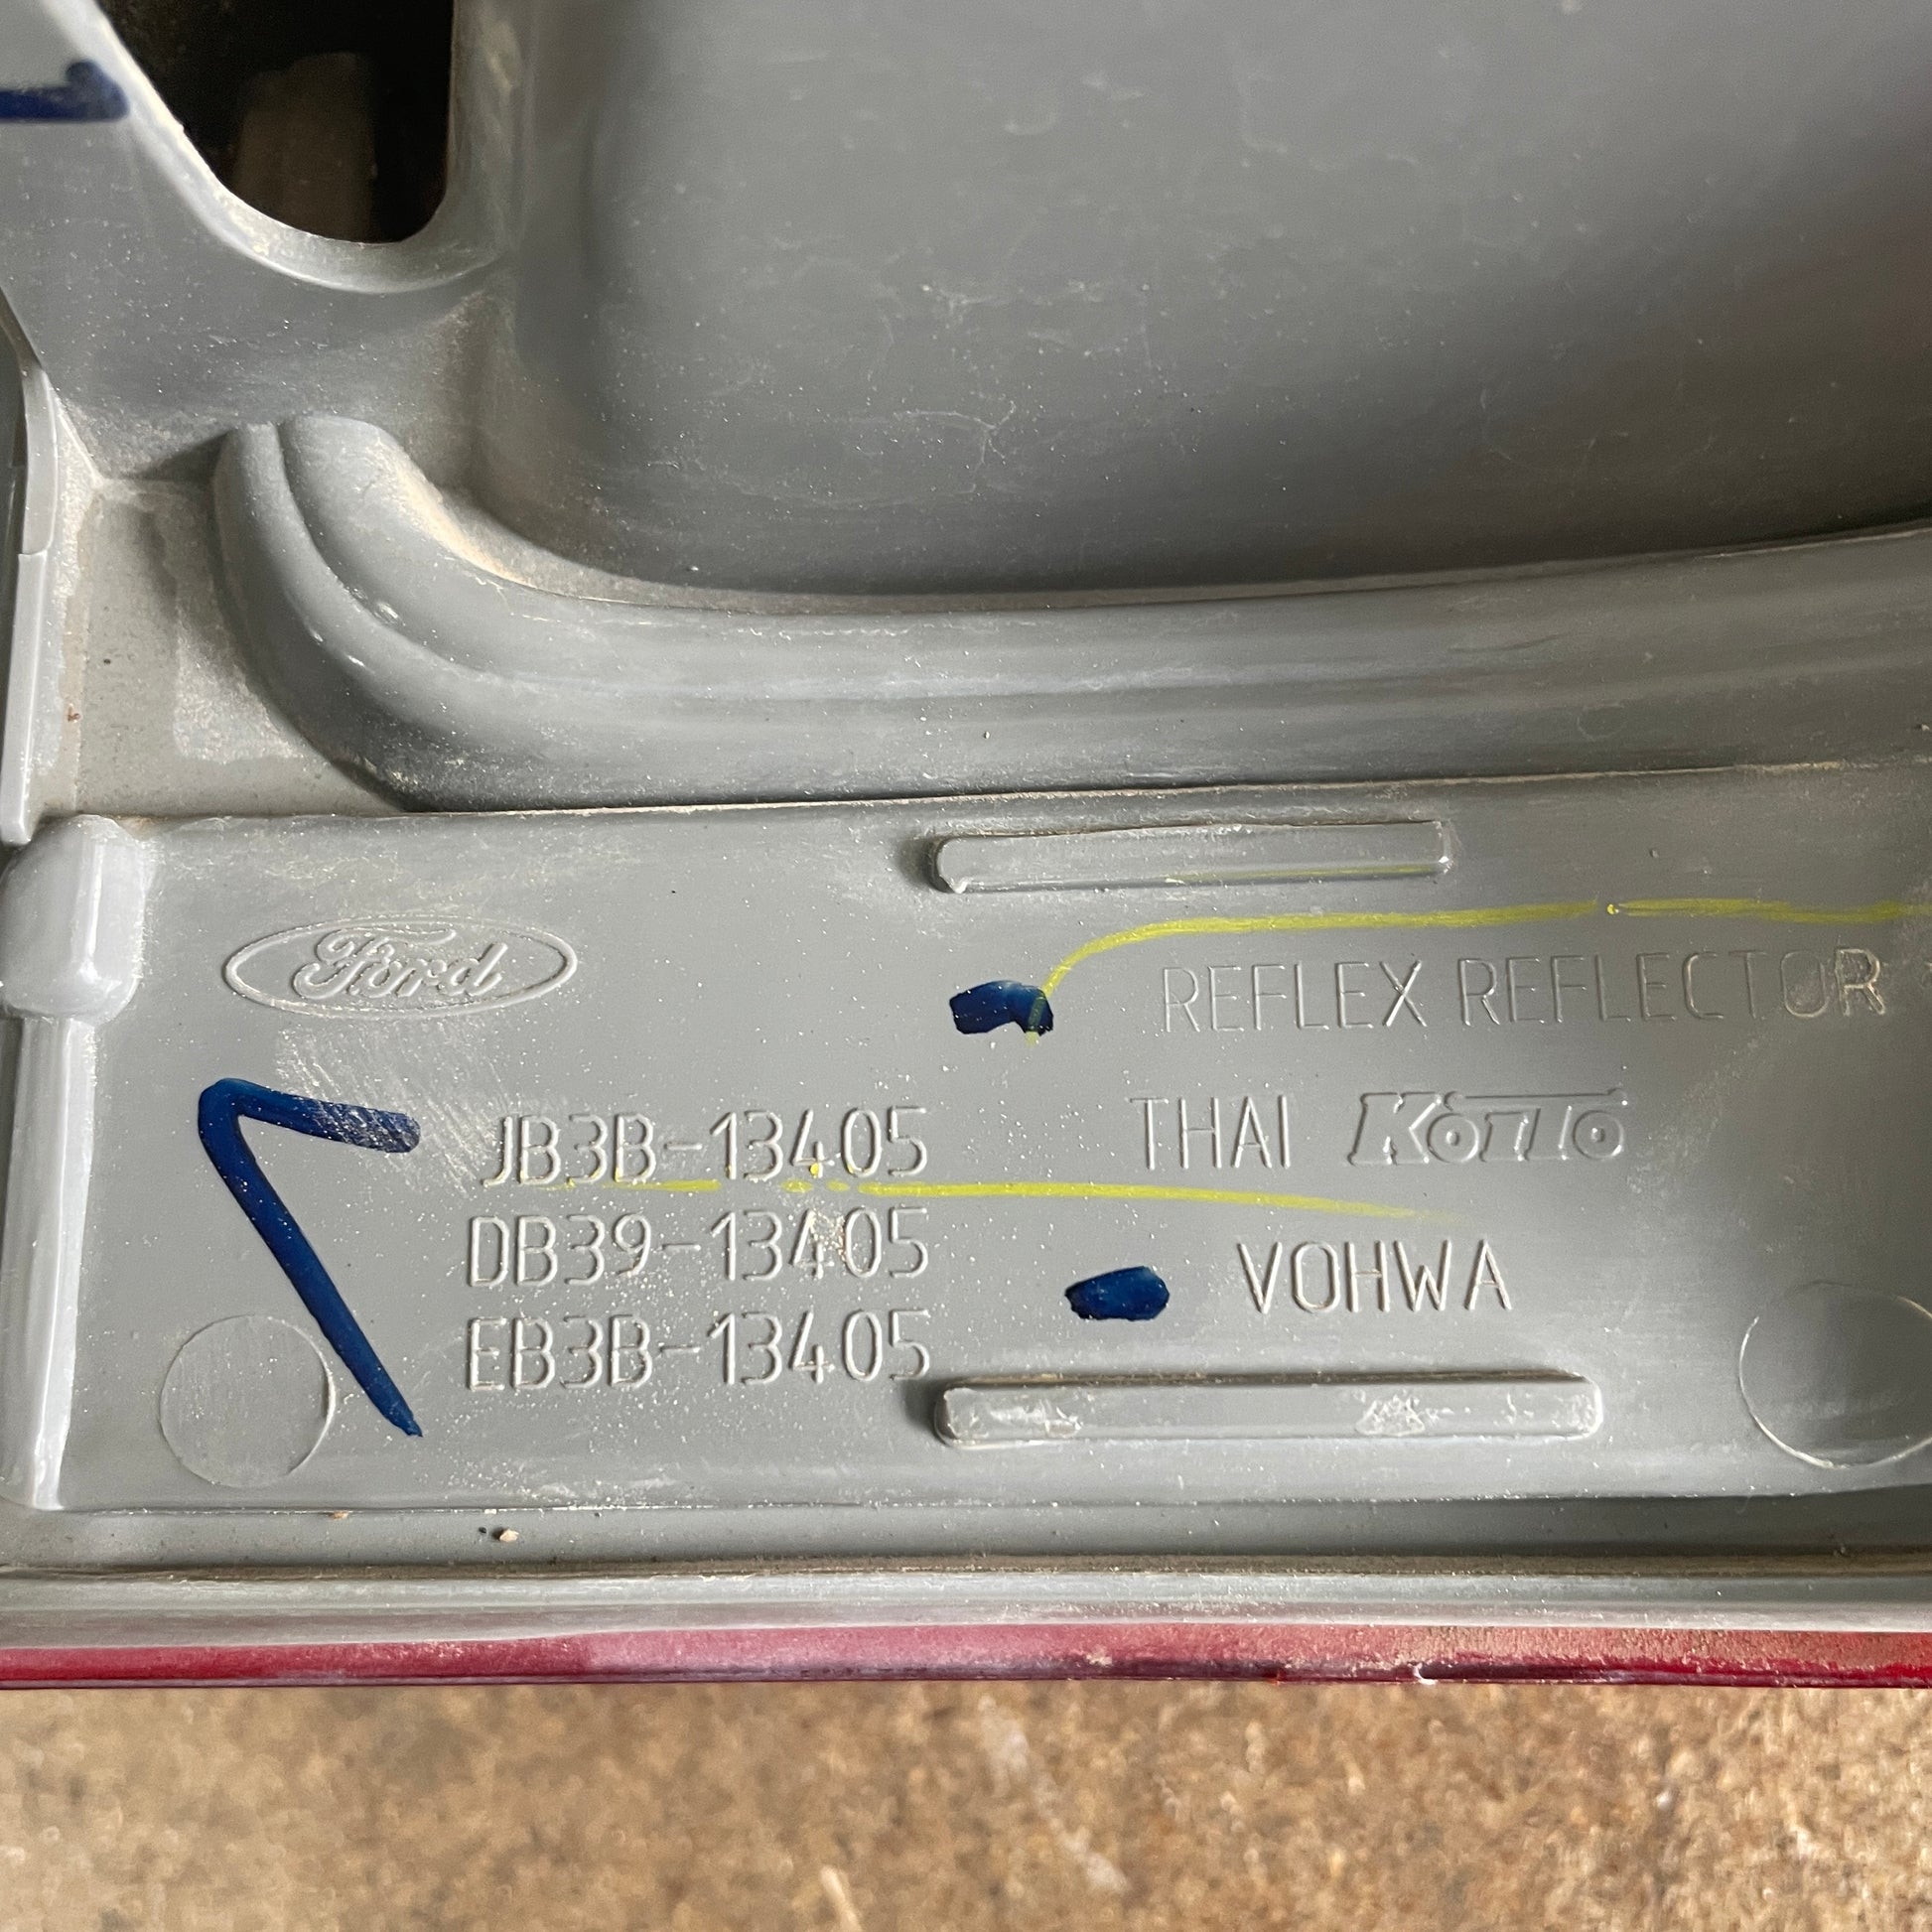 Ford
REFLEX REFLECTOR
JB3B-13405
THAI KOITO
DB39-13405
VOHWA
EB3B-13405